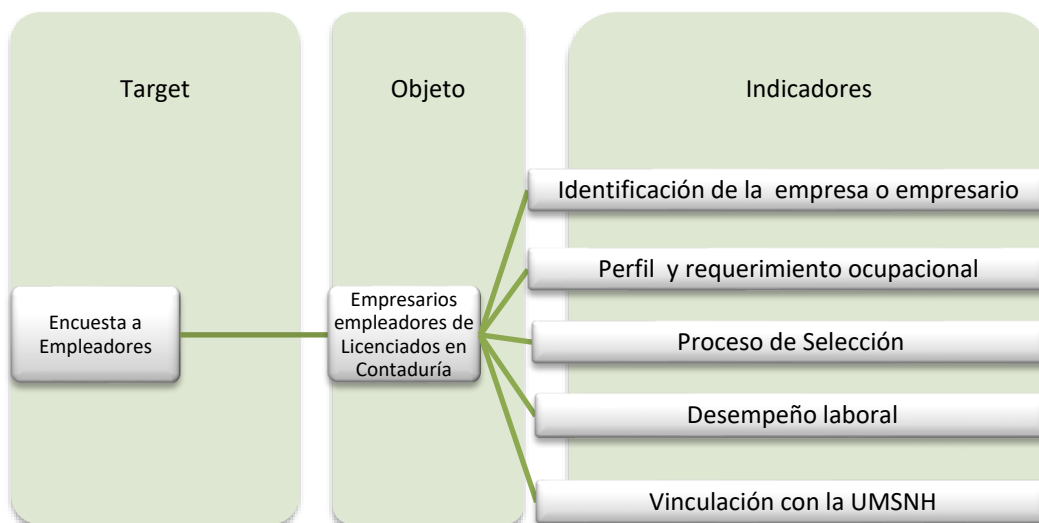 Target
Objeto
Indicadores
Encuesta a
Empleadores
Empresarios
empleadores de
Licenciados en
Contaduría
Identificación de la empresa o empresario
Perfil y requerimiento ocupacional
Proceso de Selección
Desempeño laboral
Vinculación con la UMSNH